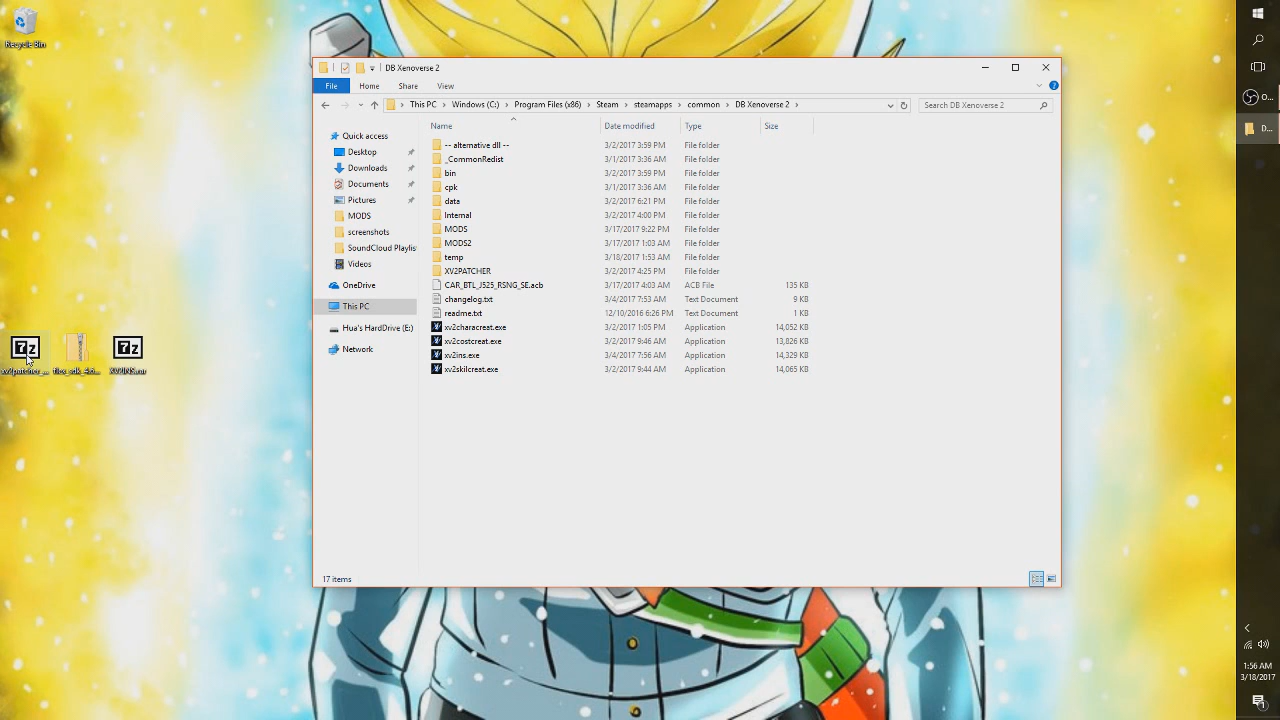 Recycle Bin
DB Xenoverse 2
File Home Share View
This PC > Windows (C:) > Program Files (x86) > Steam > steamapps > common > DB Xenoverse 2 >
Search DB Xenoverse 2
Name Date modified Type Size
Quick access
Desktop
Downloads
Documents
Pictures
MODS
screenshots
SoundCloud Playlis
Videos
OneDrive
This PC
Hua's HardDrive (E:)
Network
-- alternative dll -- 3/2/2017 3:59 PM File folder
_CommonRedist 3/1/2017 3:36 AM File folder
bin 3/2/2017 3:59 PM File folder
cpk 3/1/2017 3:36 AM File folder
data 3/2/2017 6:21 PM File folder
Internal 3/2/2017 4:00 PM File folder
MODS 3/17/2017 9:22 PM File folder
MODS2 3/17/2017 1:03 AM File folder
temp 3/18/2017 1:53 AM File folder
XV2PATCHER 3/2/2017 4:25 PM File folder
CAR_BTL_J525_RSNG_SE.acb 3/17/2017 4:03 AM ACB File 135 KB
changelog.txt 3/4/2017 7:53 AM Text Document 9 KB
readme.txt 12/10/2016 6:26 PM Text Document 1 KB
xv2characreat.exe 3/2/2017 1:05 PM Application 14,052 KB
xv2costcreat.exe 3/2/2017 9:46 AM Application 13,826 KB
xv2ins.exe 3/4/2017 7:56 AM Application 14,329 KB
xv2skilcreat.exe 3/2/2017 9:44 AM Application 14,065 KB
17 items
xv2patcher_...
XV2INS.rar
O...
D...
1:56 AM
3/18/2017